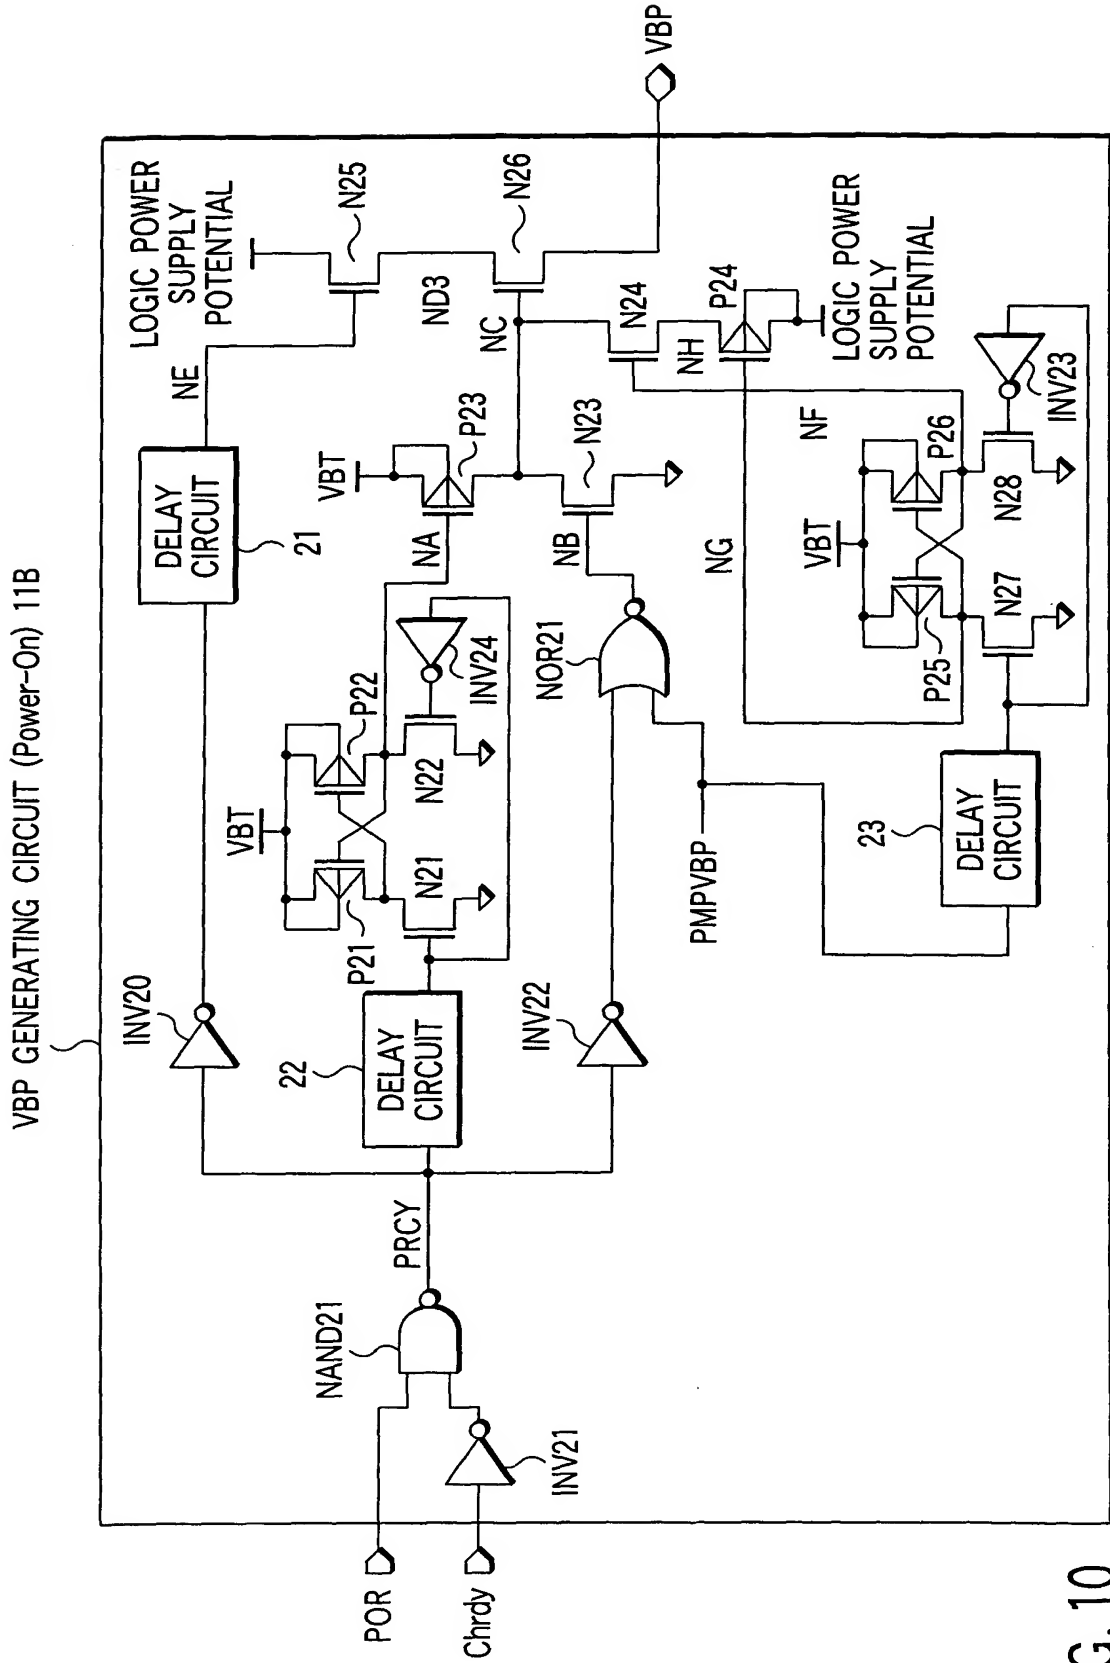 VBP GENERATING CIRCUIT (Power-On) 11B
LOGIC POWER
SUPPLY
POTENTIAL
NE
N25
DELAY
CIRCUIT
21
INV20
VBT
P21
P22
N21
N22
INV24
DELAY
CIRCUIT
22
VBT
NA
P23
ND3
NC
N26
VBP
NB
N23
N24
NH
P24
LOGIC POWER
SUPPLY
POTENTIAL
POR
Chrdy
INV21
NAND21
PRCY
INV22
NOR21
PMPVBP
NG
NF
VBT
P25
P26
N27
N28
INV23
DELAY
CIRCUIT
23
G. 10